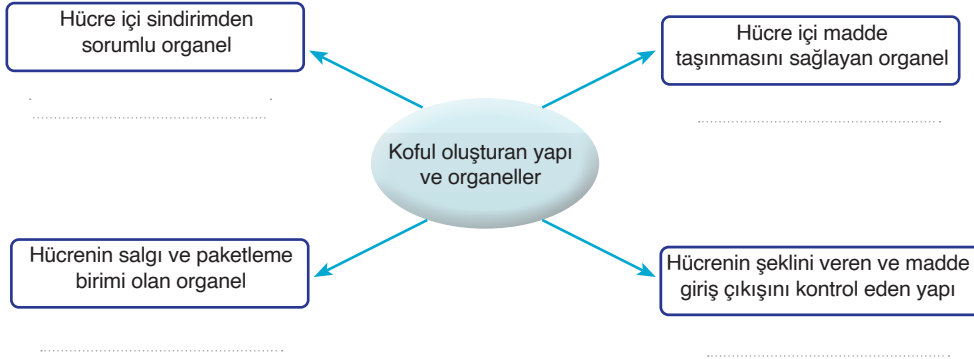 Hücre içi sindirimden
sorumlu organel
Hücre içi madde
taşınmasını sağlayan organel
Koful oluşturan yapı
ve organeller
Hücrenin salgı ve paketleme
birimi olan organel
Hücrenin şeklini veren ve madde
giriş çıkışını kontrol eden yapı